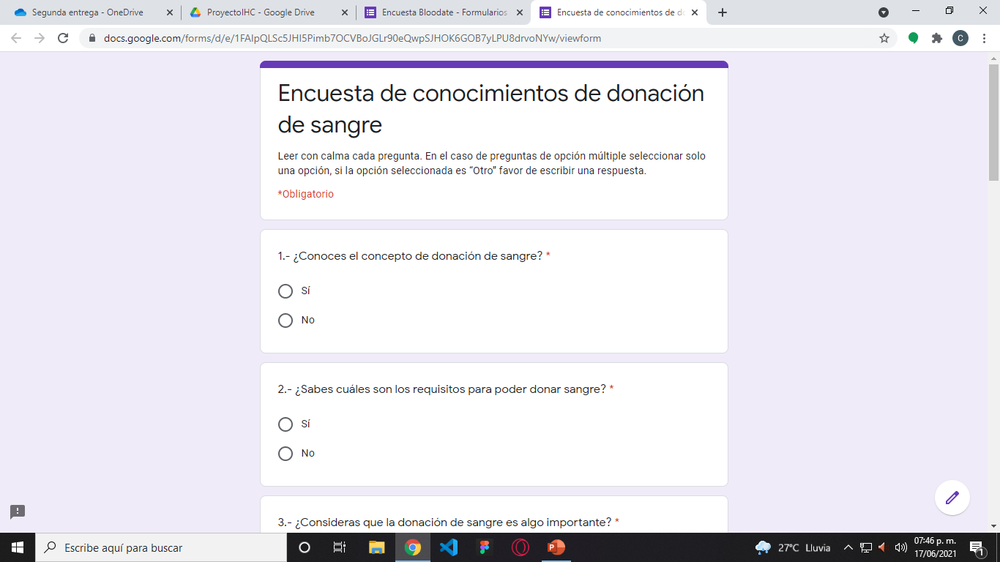 Segunda entrega - OneDrive
ProyectoIHC - Google Drive
Encuesta Bloodate - Formularios
Encuesta de conocimientos de do
docs.google.com/forms/d/e/1FAIpQLSc5JHI5Pimb7OCVBoJGLr90eQwpSJHOK6GOB7yLPU8drvoNYw/viewform
C
Encuesta de conocimientos de donación
de sangre
Leer con calma cada pregunta. En el caso de preguntas de opción múltiple seleccionar solo
una opción, si la opción seleccionada es “Otro” favor de escribir una respuesta.
*Obligatorio
1.- ¿Conoces el concepto de donación de sangre? *
Sí
No
2.- ¿Sabes cuáles son los requisitos para poder donar sangre? *
Sí
No
3.- ¿Consideras que la donación de sangre es algo importante? *
Escribe aquí para buscar
27°C Lluvia
07:46 p. m.
17/06/2021
1